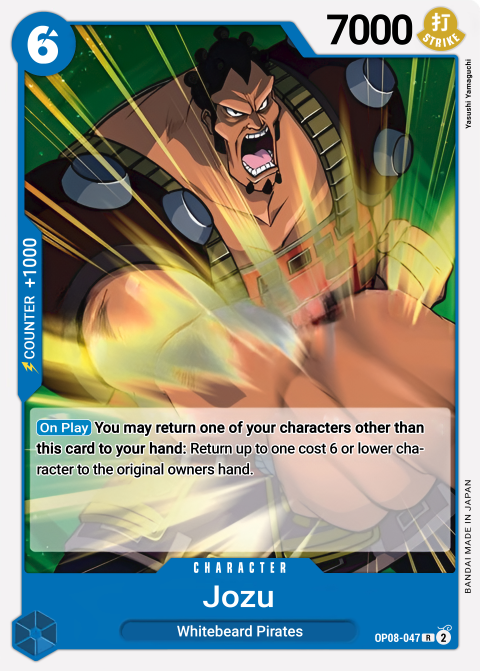 6
7000
打
STRIKE
Yasushi Yamaguchi
COUNTER +1000
On Play You may return one of your characters other than
this card to your hand: Return up to one cost 6 or lower cha-
racter to the original owners hand.
BANDAI MADE IN JAPAN
CHARACTER
Jozu
Whitebeard Pirates
OP08-047 R 2